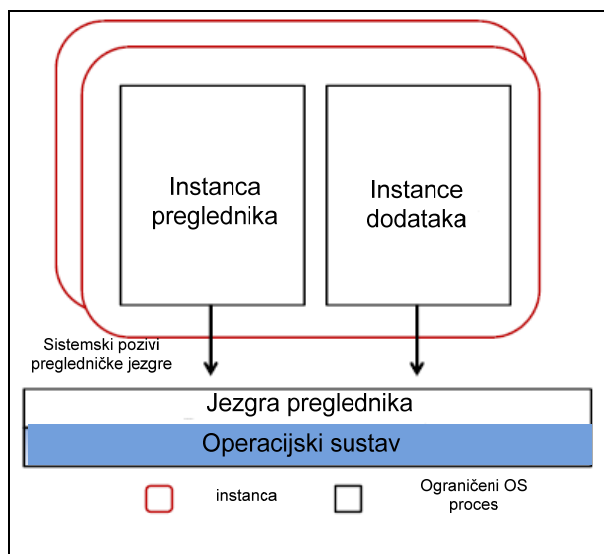 Instanca
preglednika
Instance
dodataka
Sistemski pozivi
pregledničke jezgre
Jezgra preglednika
Operacijski sustav
instanca
Ograničeni OS
proces